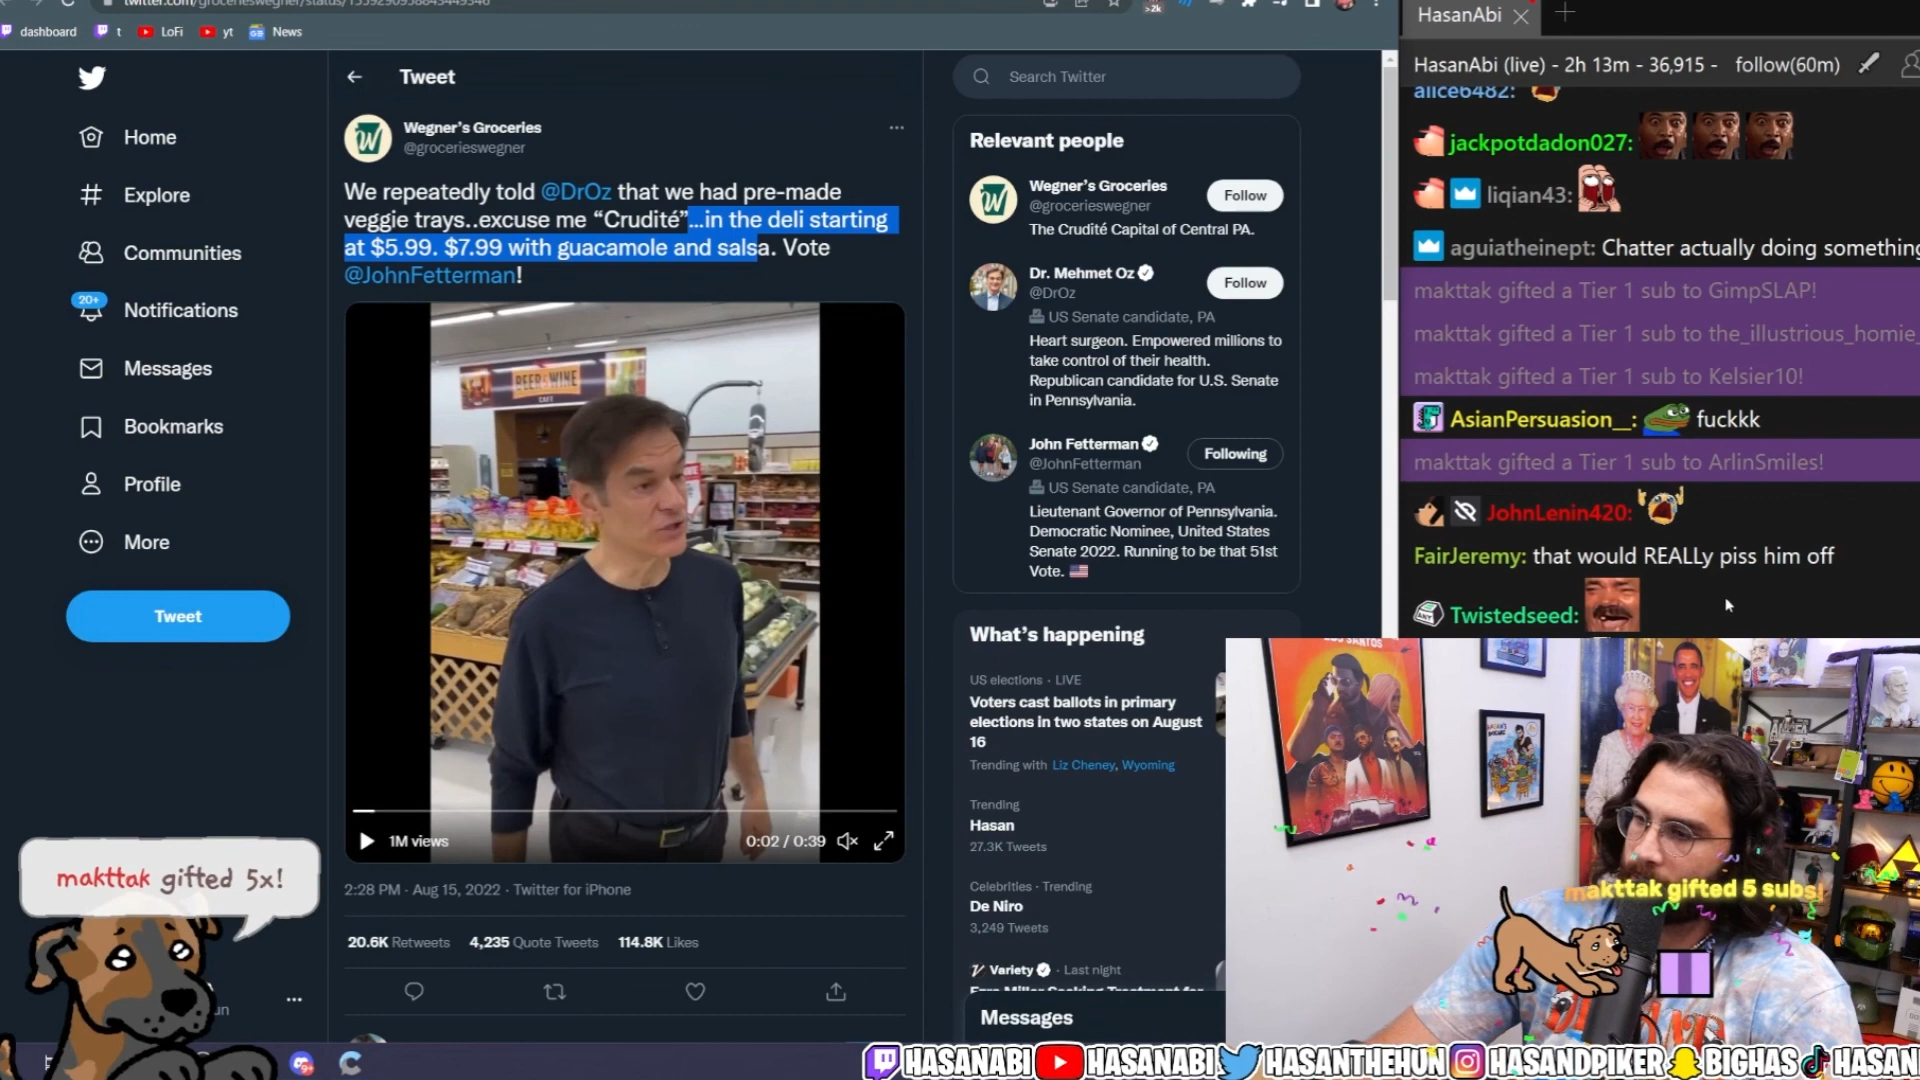 dashboard
t
LoFi
yt
News
Tweet
Wegner's Groceries
@grocerieswegner
We repeatedly told @DrOz that we had pre-made
veggie trays..excuse me “Crudité”…in the deli starting
at $5.99. $7.99 with guacamole and salsa. Vote
@JohnFetterman!
BEER & WINE
CAFE
1M views
0:02 / 0:39
2:28 PM · Aug 15, 2022 · Twitter for iPhone
20.6K Retweets 4,235 Quote Tweets 114.8K Likes
Home
Explore
Communities
20+
Notifications
Messages
Bookmarks
Profile
More
Tweet
makttak gifted 5x!
Search Twitter
Relevant people
Wegner's Groceries
@grocerieswegner
Follow
The Crudité Capital of Central PA.
Dr. Mehmet Oz
@DrOz
Follow
US Senate candidate, PA
Heart surgeon. Empowered millions to
take control of their health.
Republican candidate for U.S. Senate
in Pennsylvania.
John Fetterman
@JohnFetterman
Following
US Senate candidate, PA
Lieutenant Governor of Pennsylvania.
Democratic Nominee, United States
Senate 2022. Running to be that 51st
Vote.
What's happening
US elections · LIVE
Voters cast ballots in primary
elections in two states on August
16
Trending with Liz Cheney, Wyoming
Trending
Hasan
27.3K Tweets
Celebrities · Trending
De Niro
3,249 Tweets
Variety · Last night
Messages
HasanAbi
HasanAbi (live) - 2h 13m - 36,915 - follow(60m)
alice6482:
jackpotdadon027:
liqian43:
aguiatheinept: Chatter actually doing something
makttak gifted a Tier 1 sub to GimpSLAP!
makttak gifted a Tier 1 sub to the_illustrious_homie_
makttak gifted a Tier 1 sub to Kelsier10!
AsianPersuasion__: fuckkk
makttak gifted a Tier 1 sub to ArlinSmiles!
JohnLenin420:
FairJeremy: that would REALLy piss him off
Twistedseed:
makttak gifted 5 subs!
HASANABI HASANABI HASANTHEHUN HASANDPIKER BIGHAS HASAN